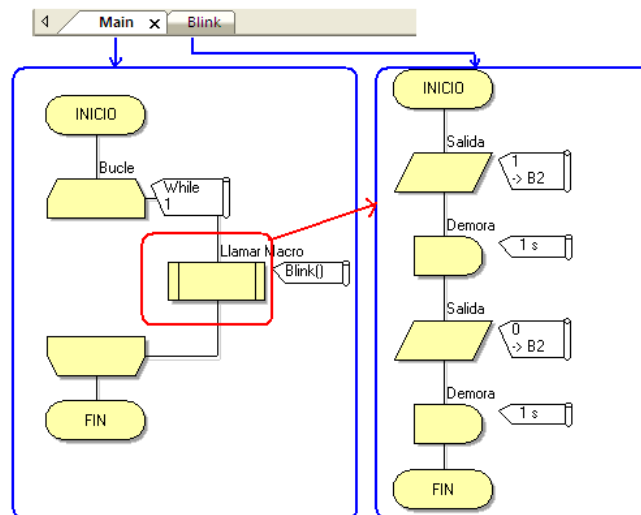 Main x Blink
INICIO
Bucle
While
1
Llamar Macro
Blink()
FIN
INICIO
Salida
1
-> B2
Demora
1 s
Salida
0
-> B2
Demora
1 s
FIN